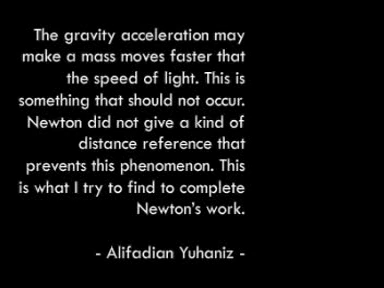 The gravity acceleration may
make a mass moves faster that
the speed of light. This is
something that should not occur.
Newton did not give a kind of
distance reference that
prevents this phenomenon. This
is what I try to find to complete
Newton's work.
- Alifadian Yuhaniz -